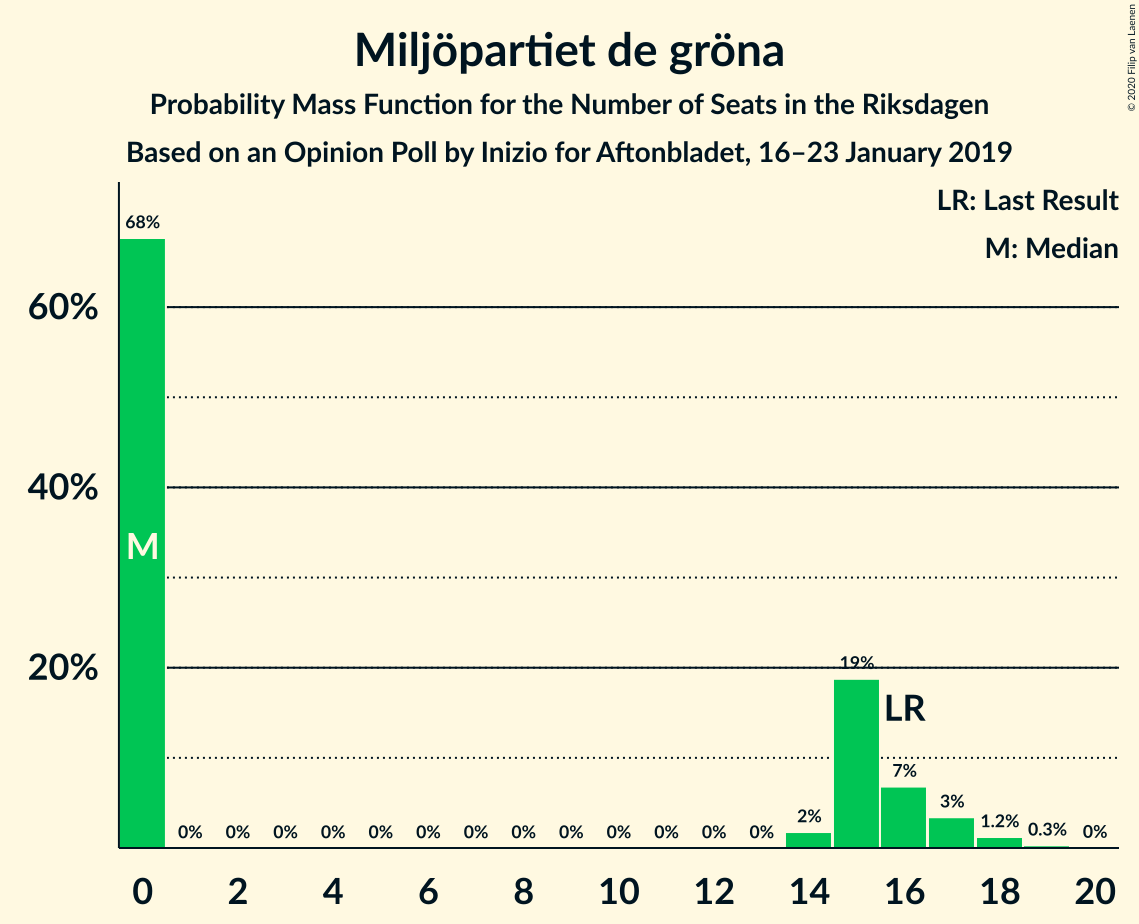 © 2020 Filip van Laenen
Miljöpartiet de gröna
Probability Mass Function for the Number of Seats in the Riksdagen
Based on an Opinion Poll by Inizio for Aftonbladet, 16–23 January 2019
LR: Last Result
M: Median
68%
60%
40%
M
20%
19%
LR
7%
3%
2%
1.2%
0.3%
0% 0% 0% 0% 0% 0% 0% 0% 0% 0% 0% 0% 0% 0%
0 2 4 6 8 10 12 14 16 18 20